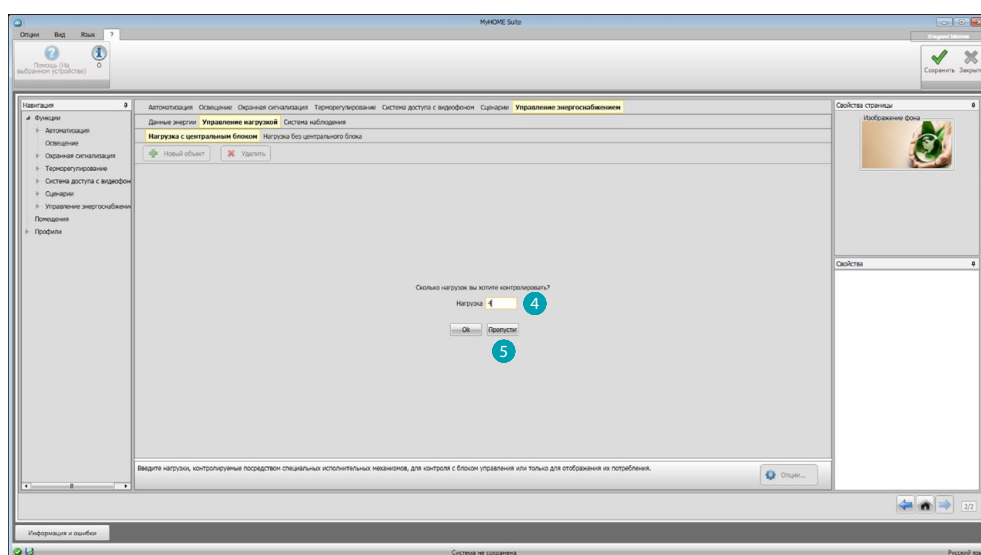 MyHOME Suite
Опции Вид Язык ?
Помощь (На выбранном устройстве)
О
Сохранить Закрыть
Навигация
Функции
Автоматизация
Освещение
Охранная сигнализация
Терморегулирование
Система доступа с видеофон
Сценарии
Управление энергоснабжени
Помещения
Профили
Автоматизация Освещение Охранная сигнализация Терморегулирование Система доступа с видеофоном Сценарии Управление энергоснабжением
Данные энергии Управление нагрузкой Система наблюдения
Нагрузка с центральным блоком Нагрузка без центрального блока
Новый объект Удалить
Сколько нагрузок вы хотите контролировать?
Нагрузка 4
4
Ok Пропустить
5
Введите нагрузки, контролируемые посредством специальных исполнительных механизмов, для контроля с блоком управления или только для отображения их потребления.
Опции...
Свойства страницы
Изображение фона
Свойства
2/2
Информация и ошибки
Система не сохранена
Русский язы